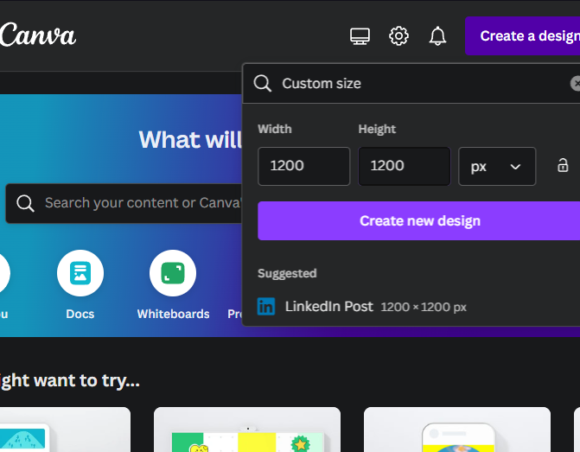 Canva
Create a design
Custom size
Width
Height
1200
1200
px
Create new design
Suggested
LinkedIn Post 1200 × 1200 px
What will
Search your content or Canva'
u
Docs
Whiteboards
Pr
ight want to try...